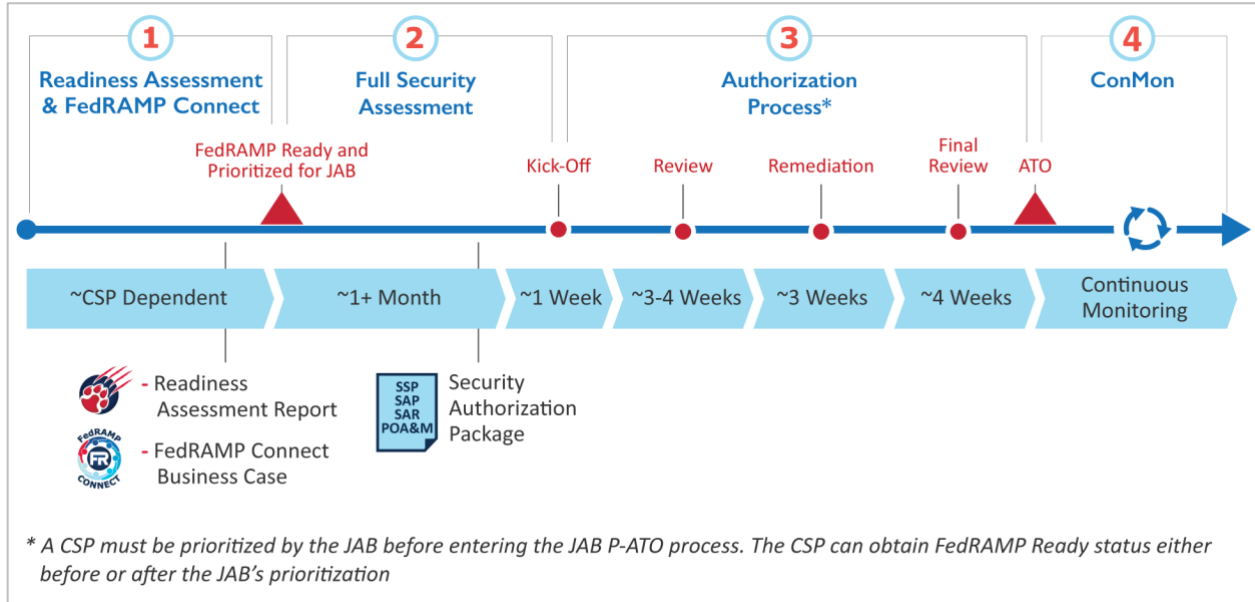 1
2
3
4
Readiness Assessment
& FedRAMP Connect
Full Security
Assessment
Authorization
Process*
ConMon
FedRAMP Ready and
Prioritized for JAB
Kick-Off
Review
Remediation
Final
Review
ATO
~CSP Dependent
~1+ Month
~1 Week
~3-4 Weeks
~3 Weeks
~4 Weeks
Continuous
Monitoring
- Readiness
Assessment Report
FedRAMP
FR
CONNECT
- FedRAMP Connect
Business Case
SSP
SAP
SAR
POA&M
Security
Authorization
Package
* A CSP must be prioritized by the JAB before entering the JAB P-ATO process. The CSP can obtain FedRAMP Ready status either
before or after the JAB's prioritization